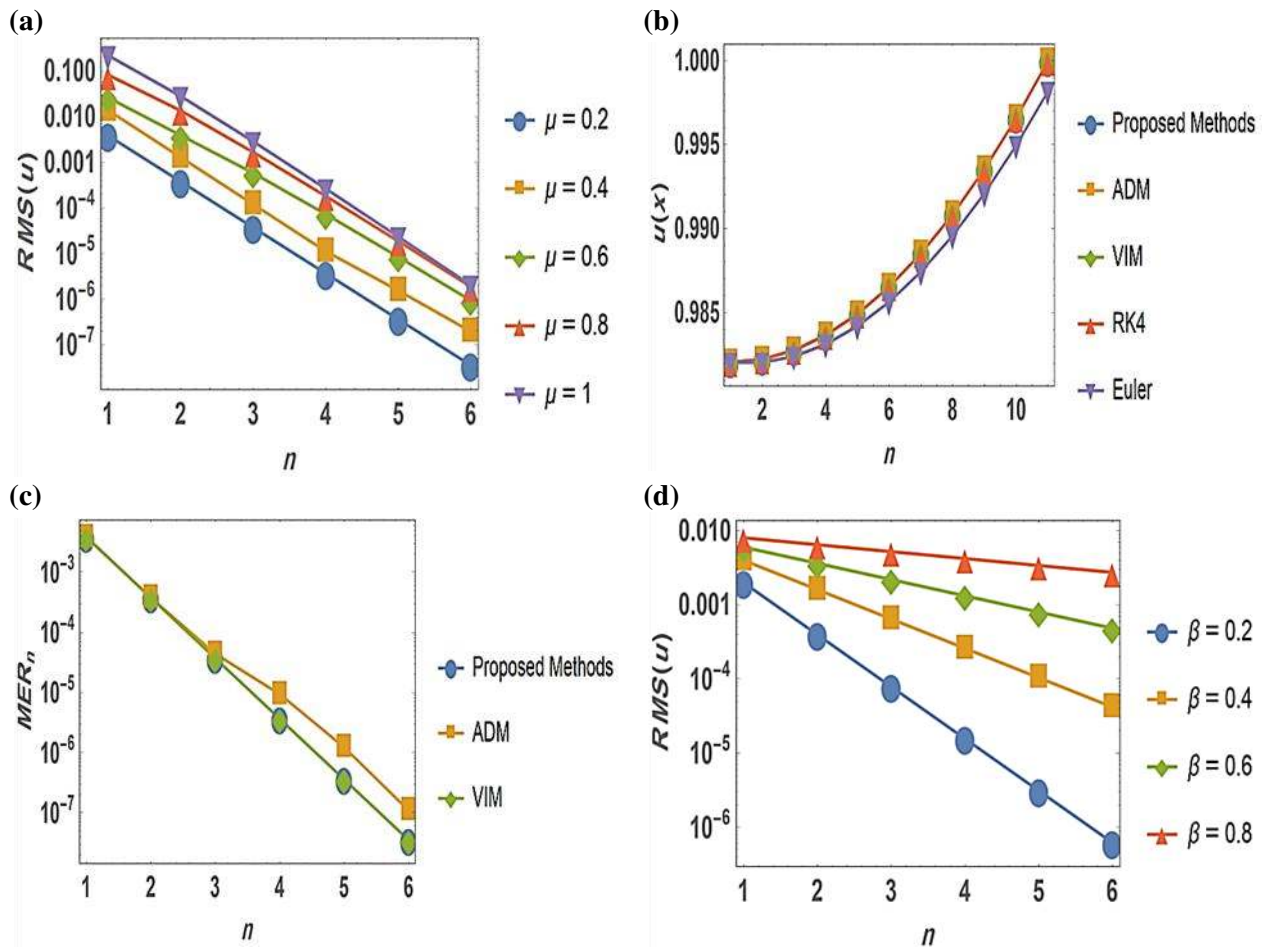 (a)
RMS(u)
0.100
0.010
0.001
10⁻⁴
10⁻⁵
10⁻⁶
10⁻⁷
1 2 3 4 5 6
n
μ = 0.2
μ = 0.4
μ = 0.6
μ = 0.8
μ = 1
(b)
u(x)
1.000
0.995
0.990
0.985
2 4 6 8 10
n
Proposed Methods
ADM
VIM
RK4
Euler
(c)
MERₙ
10⁻³
10⁻⁴
10⁻⁵
10⁻⁶
10⁻⁷
1 2 3 4 5 6
n
Proposed Methods
ADM
VIM
(d)
RMS(u)
0.010
0.001
10⁻⁴
10⁻⁵
10⁻⁶
1 2 3 4 5 6
n
β = 0.2
β = 0.4
β = 0.6
β = 0.8